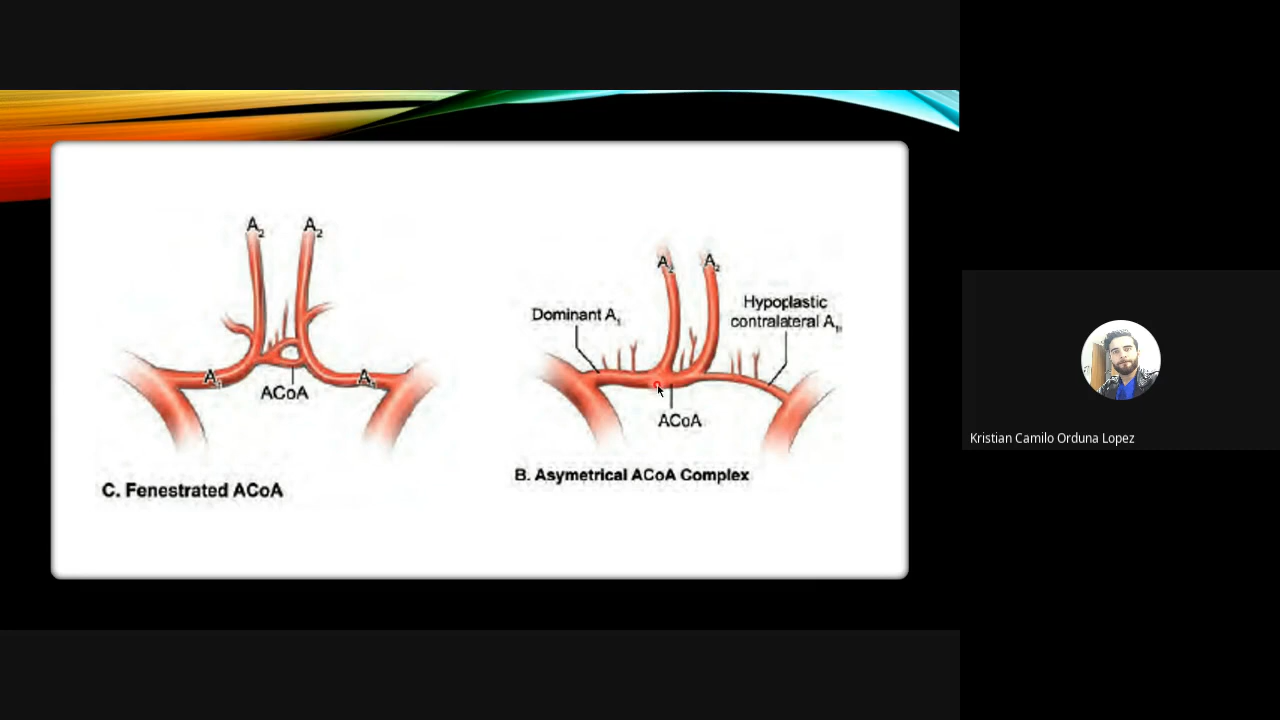 A2 A2
A1 A1
ACoA
C. Fenestrated ACoA
A2 A2
Dominant A1
Hypoplastic
contralateral A1,
ACoA
B. Asymetrical ACoA Complex
Kristian Camilo Orduna Lopez